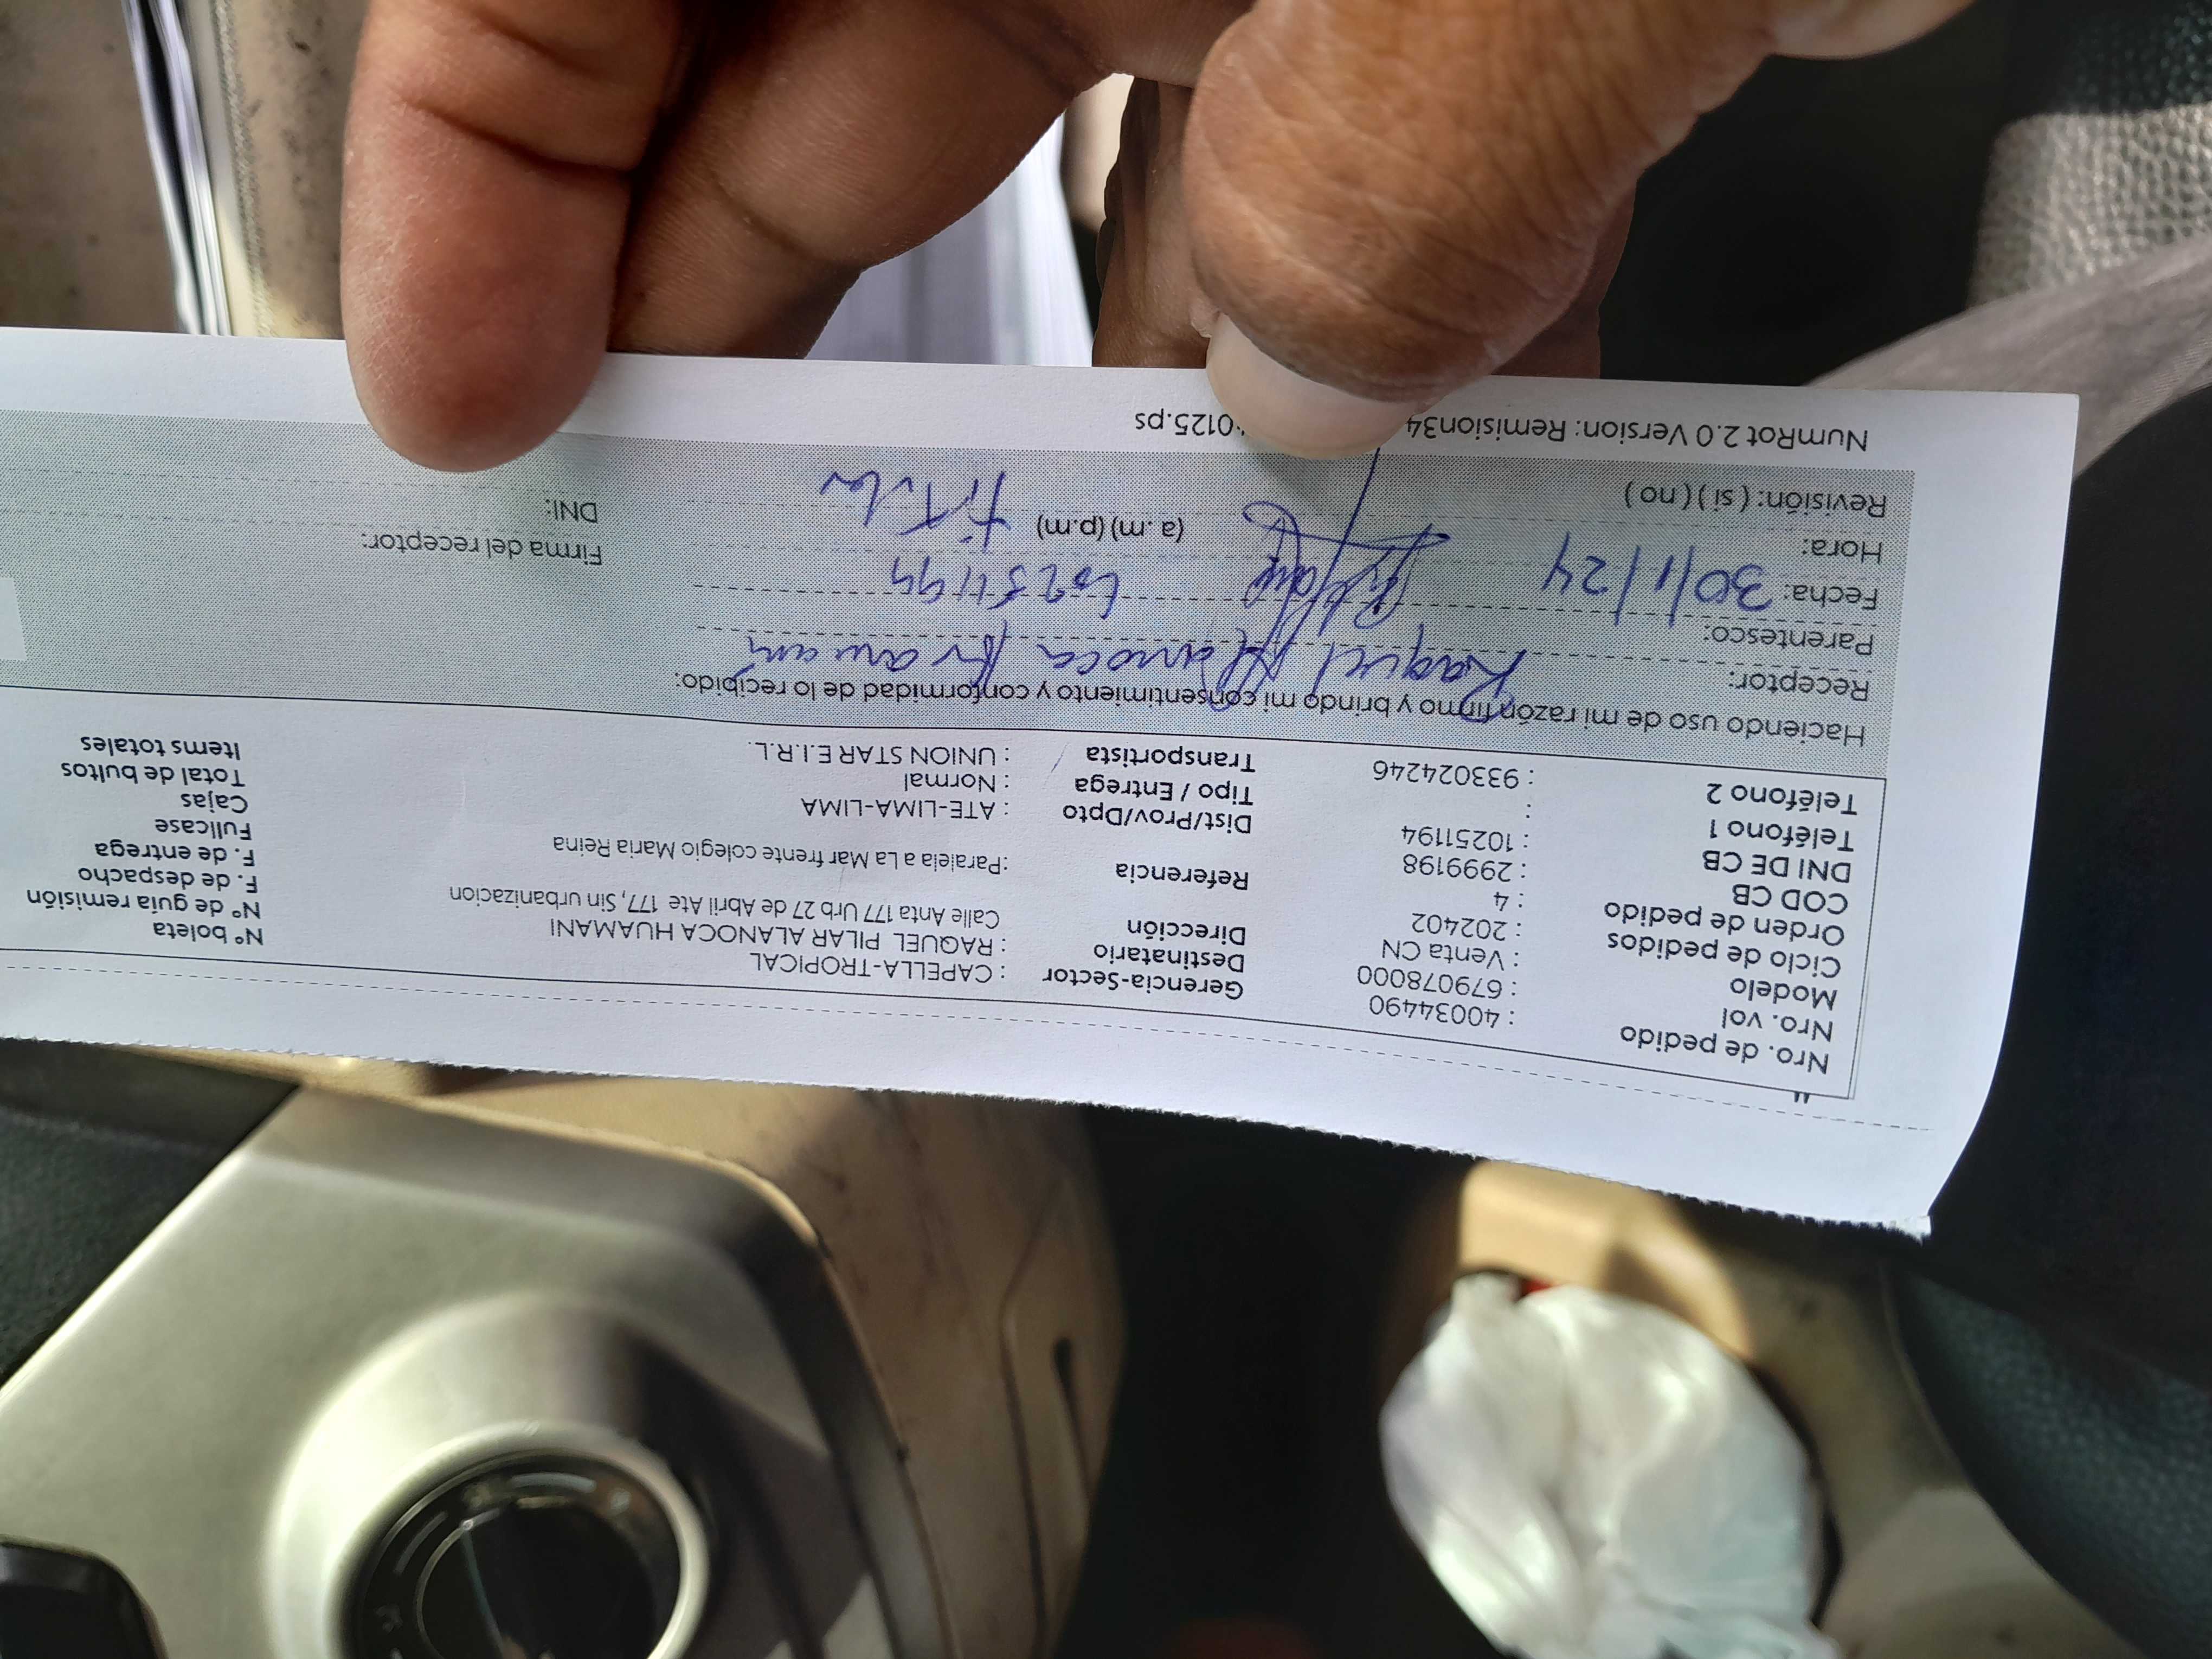 Nro. de pedido : 40034490 Gerencia-Sector : CAPELLA-TROPICAL Nº boleta
Nro. vol : 679078000 Destinatario : RAQUEL PILAR ALANOCA HUAMANI Nº de guía remisión
Modelo : Venta CN Dirección Calle Anta 177 Urb 27 de Abril Ate 177, Sin urbanizacion F. de despacho
Ciclo de pedidos : 202402 F. de entrega
Orden de pedido : 4 Referencia :Paralela a La Mar frente colegio Maria Reina Fullcase
COD CB : 2999198 Cajas
DNI DE CB : 10251194 Dist/Prov/Dpto : ATE-LIMA-LIMA Total de bultos
Teléfono 1 : Tipo / Entrega : Normal Items totales
Teléfono 2 : 933024246 Transportista : UNION STAR E.I.R.L.
Haciendo uso de mi razón firmo y brindo mi consentimiento y conformidad de lo recibido:
Receptor: Raquel Alanoca Huamaní
Parentesco:
Fecha: 30/1/24 10251194 Firma del receptor:
Hora: (a. m) (p.m) titular DNI:
Revisión: ( si ) ( no )
NumRot 2.0 Version: Remision34 0125.ps